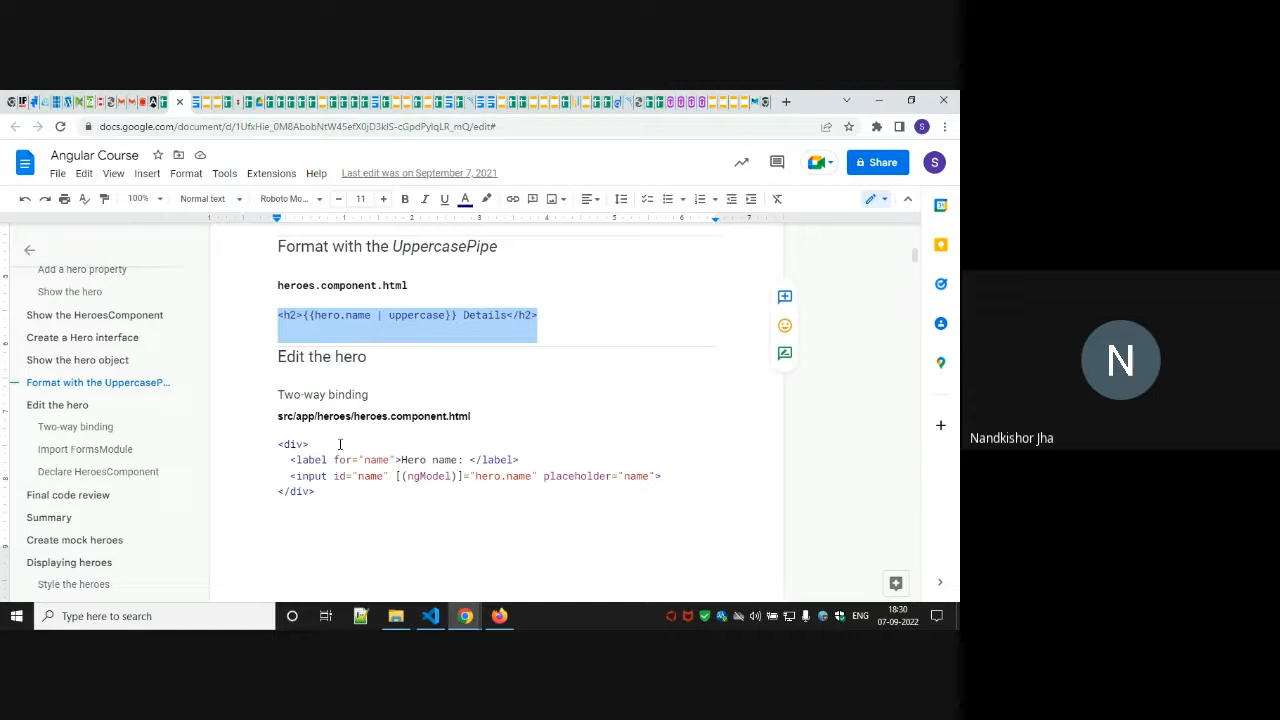 docs.google.com/document/d/1UfxHie_0M8AbobNtW45efX0jD3kIS-cGpdPyIqLR_mQ/edit#
Angular Course
Share
S
File Edit View Insert Format Tools Extensions Help Last edit was on September 7, 2021
100% Normal text Roboto Mo... 11
Add a hero property
Show the hero
Show the HeroesComponent
Create a Hero interface
Show the hero object
Format with the UppercaseP...
Edit the hero
Two-way binding
Import FormsModule
Declare HeroesComponent
Final code review
Summary
Create mock heroes
Displaying heroes
Style the heroes
Format with the UppercasePipe
heroes.component.html
<h2>{{hero.name | uppercase}} Details</h2>
Edit the hero
Two-way binding
src/app/heroes/heroes.component.html
<div>
<label for="name">Hero name: </label>
<input id="name" [(ngModel)]="hero.name" placeholder="name">
</div>
N
Nandkishor Jha
Type here to search
ENG
18:30
07-09-2022